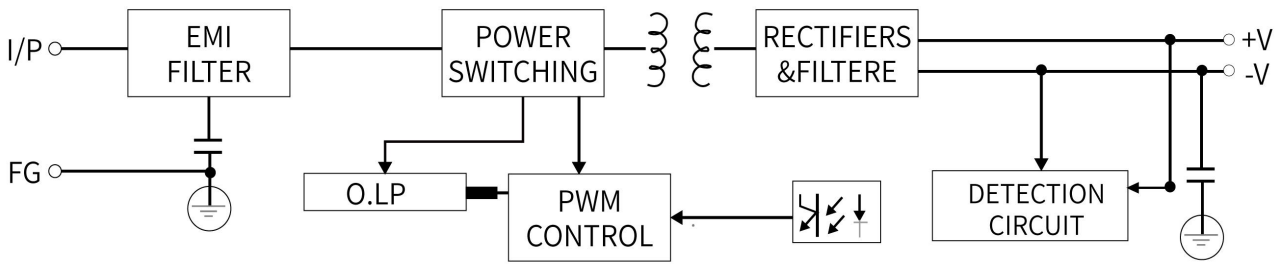 I/P
EMI
FILTER
POWER
SWITCHING
RECTIFIERS
&FILTERE
+V
-V
FG
O.LP
PWM
CONTROL
DETECTION
CIRCUIT